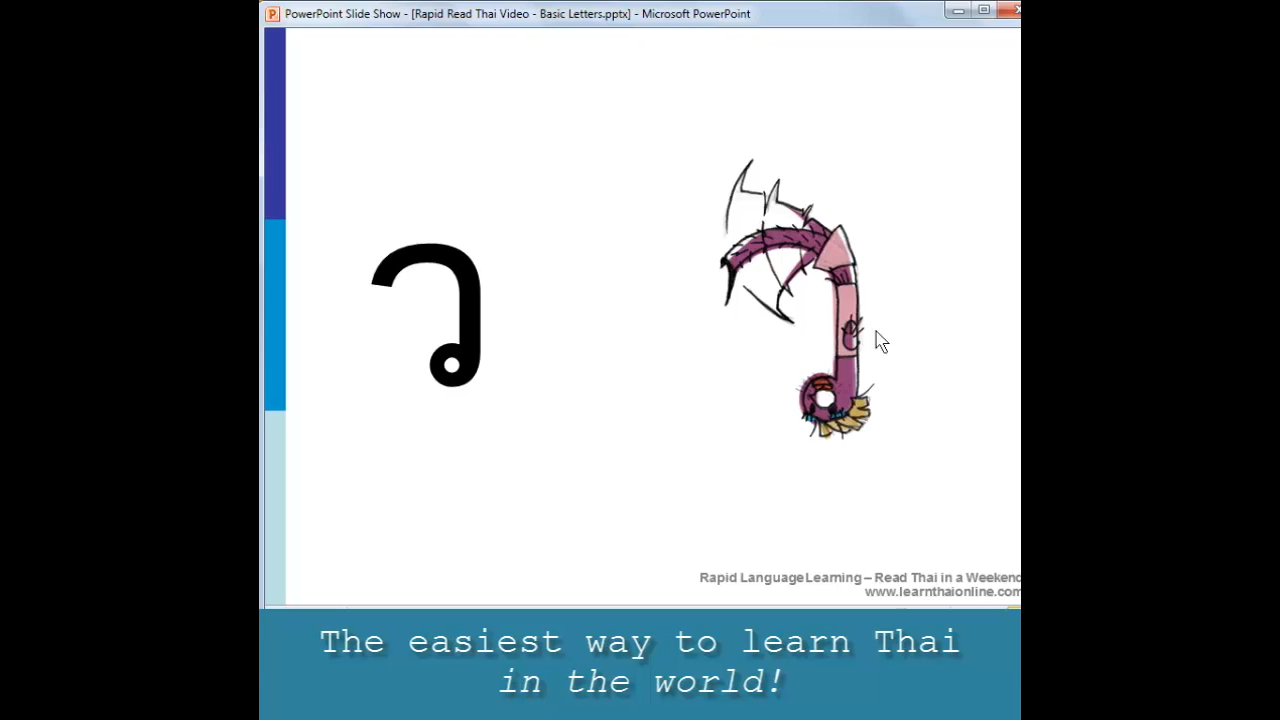 PowerPoint Slide Show - [Rapid Read Thai Video - Basic Letters.pptx] - Microsoft PowerPoint
ว
Rapid Language Learning – Read Thai in a Weekend
www.learnthaionline.com
The easiest way to learn Thai
in the world!